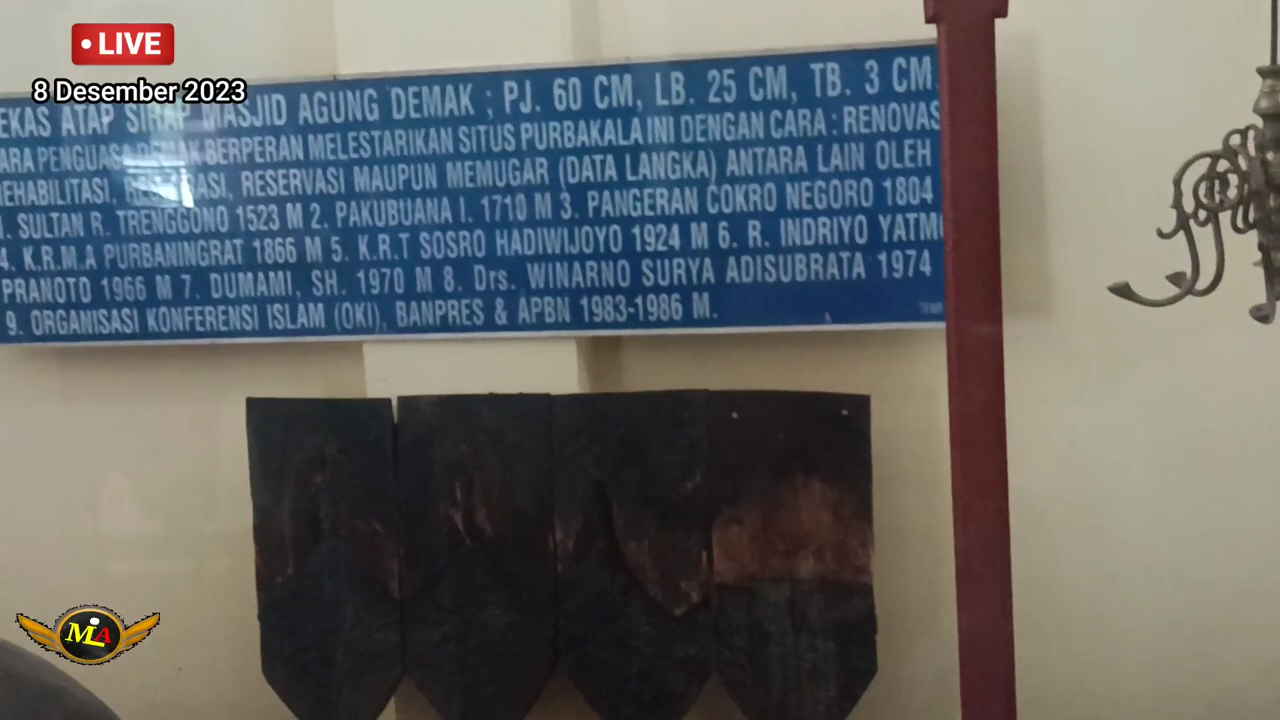 LIVE
8 Desember 2023
EKAS ATAP SIRAP MASJID AGUNG DEMAK ; PJ. 60 CM, LB. 25 CM, TB. 3 CM
ARA PENGUASA DEMAK BERPERAN MELESTARIKAN SITUS PURBAKALA INI DENGAN CARA : RENOVAS
REHABILITASI, RESERVASI MAUPUN MEMUGAR (DATA LANGKA) ANTARA LAIN OLEH
1. SULTAN R. TRENGGONO 1523 M 2. PAKUBUANA I. 1710 M 3. PANGERAN COKRO NEGORO 1804
4. K.R.M.A PURBANINGRAT 1866 M 5. K.R.T SOSRO HADIWIJOYO 1924 M 6. R. INDRIYO YATM
PRANOTO 1966 M 7. DUMAMI, SH. 1970 M 8. Drs. WINARNO SURYA ADISUBRATA 1974
9. ORGANISASI KONFERENSI ISLAM (OKI), BANPRES & APBN 1983-1986 M.
MLA